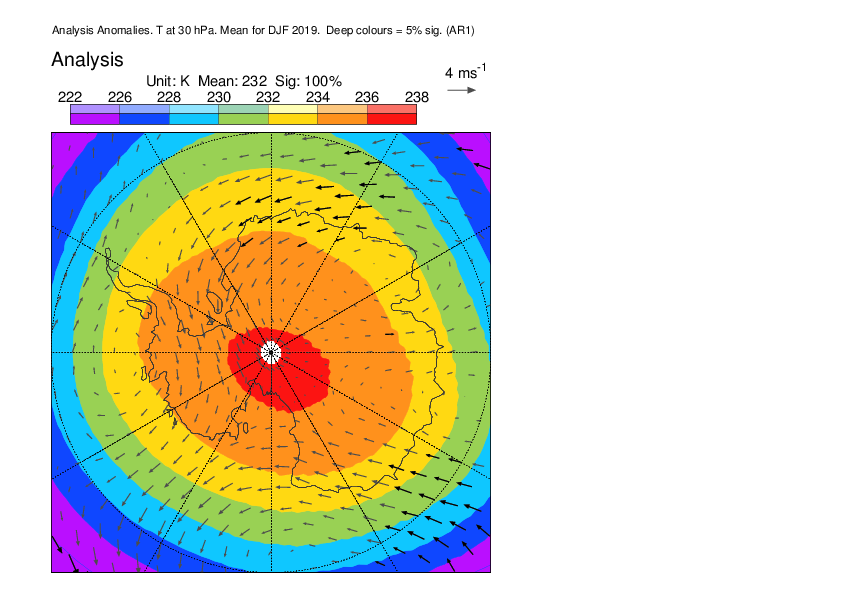 Analysis Anomalies. T at 30 hPa. Mean for DJF 2019.  Deep colours = 5% sig. (AR1)
Analysis
4 ms-1
Unit: K  Mean: 232  Sig: 100%
222 226 228 230 232 234 236 238